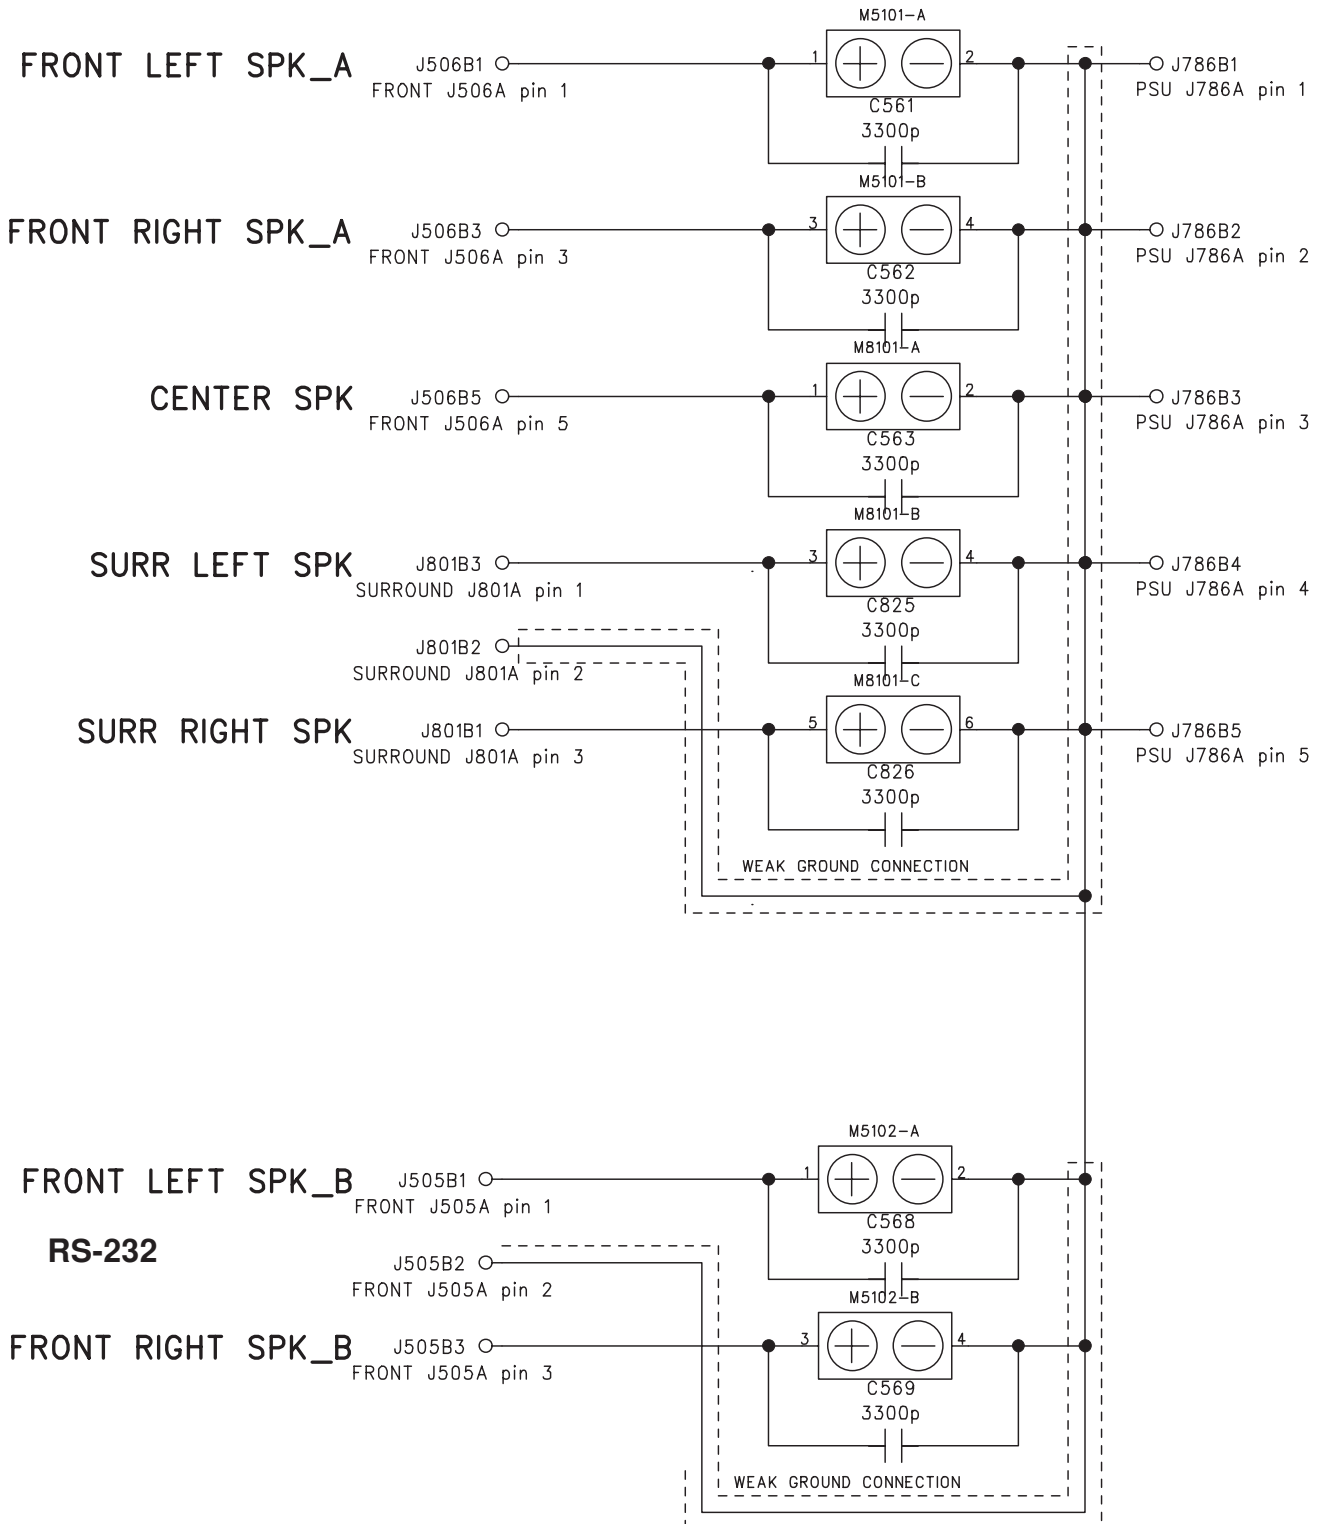 M5101-A
FRONT LEFT SPK_A J506B1 1 2 J786B1
FRONT J506A pin 1 PSU J786A pin 1
C561
3300p
M5101-B
FRONT RIGHT SPK_A J506B3 3 4 J786B2
FRONT J506A pin 3 PSU J786A pin 2
C562
3300p
M8101-A
CENTER SPK J506B5 1 2 J786B3
FRONT J506A pin 5 PSU J786A pin 3
C563
3300p
M8101-B
SURR LEFT SPK J801B3 3 4 J786B4
SURROUND J801A pin 1 PSU J786A pin 4
C825
3300p
J801B2
SURROUND J801A pin 2
M8101-C
SURR RIGHT SPK J801B1 5 6 J786B5
SURROUND J801A pin 3 PSU J786A pin 5
C826
3300p
WEAK GROUND CONNECTION
M5102-A
FRONT LEFT SPK_B J505B1 1 2
FRONT J505A pin 1
C568
3300p
RS-232
J505B2
FRONT J505A pin 2
M5102-B
FRONT RIGHT SPK_B J505B3 3 4
FRONT J505A pin 3
C569
3300p
WEAK GROUND CONNECTION